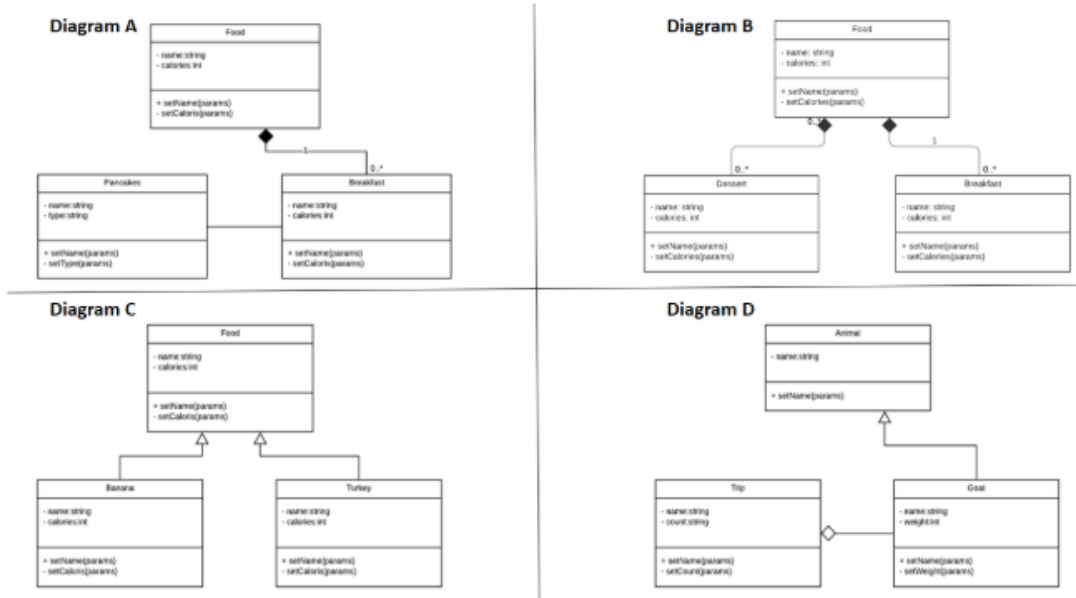 Diagram A
Food
- name:string
- calories:int
+ setName(params)
- setCaloris(params)
1
0..*
Pancakes
- name:string
- type:string
+ setName(params)
- setType(params)
Breakfast
- name:string
- calories:int
+ setName(params)
- setCaloris(params)
Diagram B
Food
- name: string
- calories: int
+ setName(params)
- setCalories(params)
1
0..*
0..*
Dessert
- name: string
- calories: int
+ setName(params)
- setCalories(params)
Breakfast
- name: string
- calories: int
+ setName(params)
- setCalories(params)
Diagram C
Food
- name:string
- calories:int
+ setName(params)
- setCaloris(params)
Banana
- name:string
- calories:int
+ setName(params)
- setCaloris(params)
Turkey
- name:string
- calories:int
+ setName(params)
- setCaloris(params)
Diagram D
Animal
- name:string
+ setName(params)
Trip
- name:string
- count:string
+ setName(params)
- setCount(params)
Goat
- name:string
- weight:int
+ setName(params)
- setWeight(params)